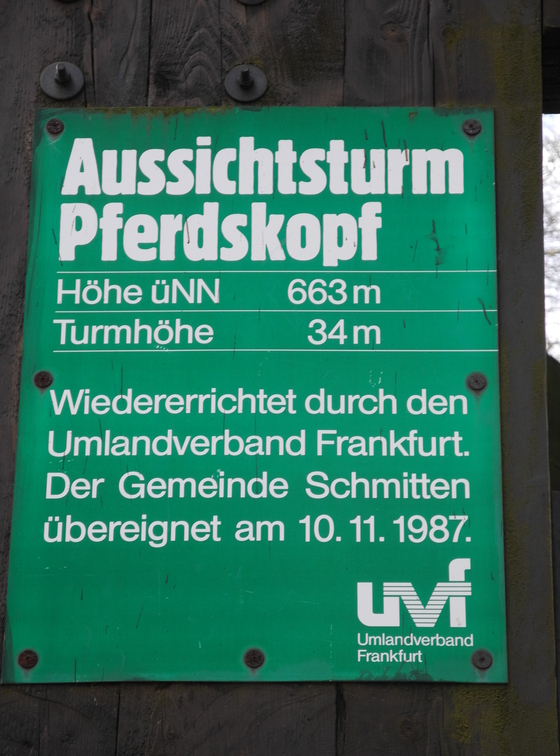 Aussichtsturm
Pferdskopf
Höhe üNN 663 m
Turmhöhe 34 m
Wiedererrichtet durch den
Umlandverband Frankfurt.
Der Gemeinde Schmitten
übereignet am 10. 11. 1987.
uvf
Umlandverband
Frankfurt